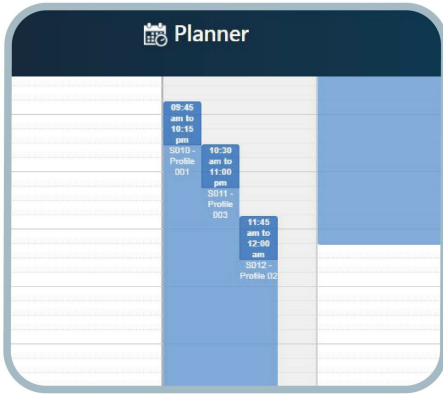 Planner
09:45
am to
10:15
pm
S010 -
Profile
001
10:30
am to
11:00
pm
S011 -
Profile
003
11:45
am to
12:00
am
S012 -
Profile 02